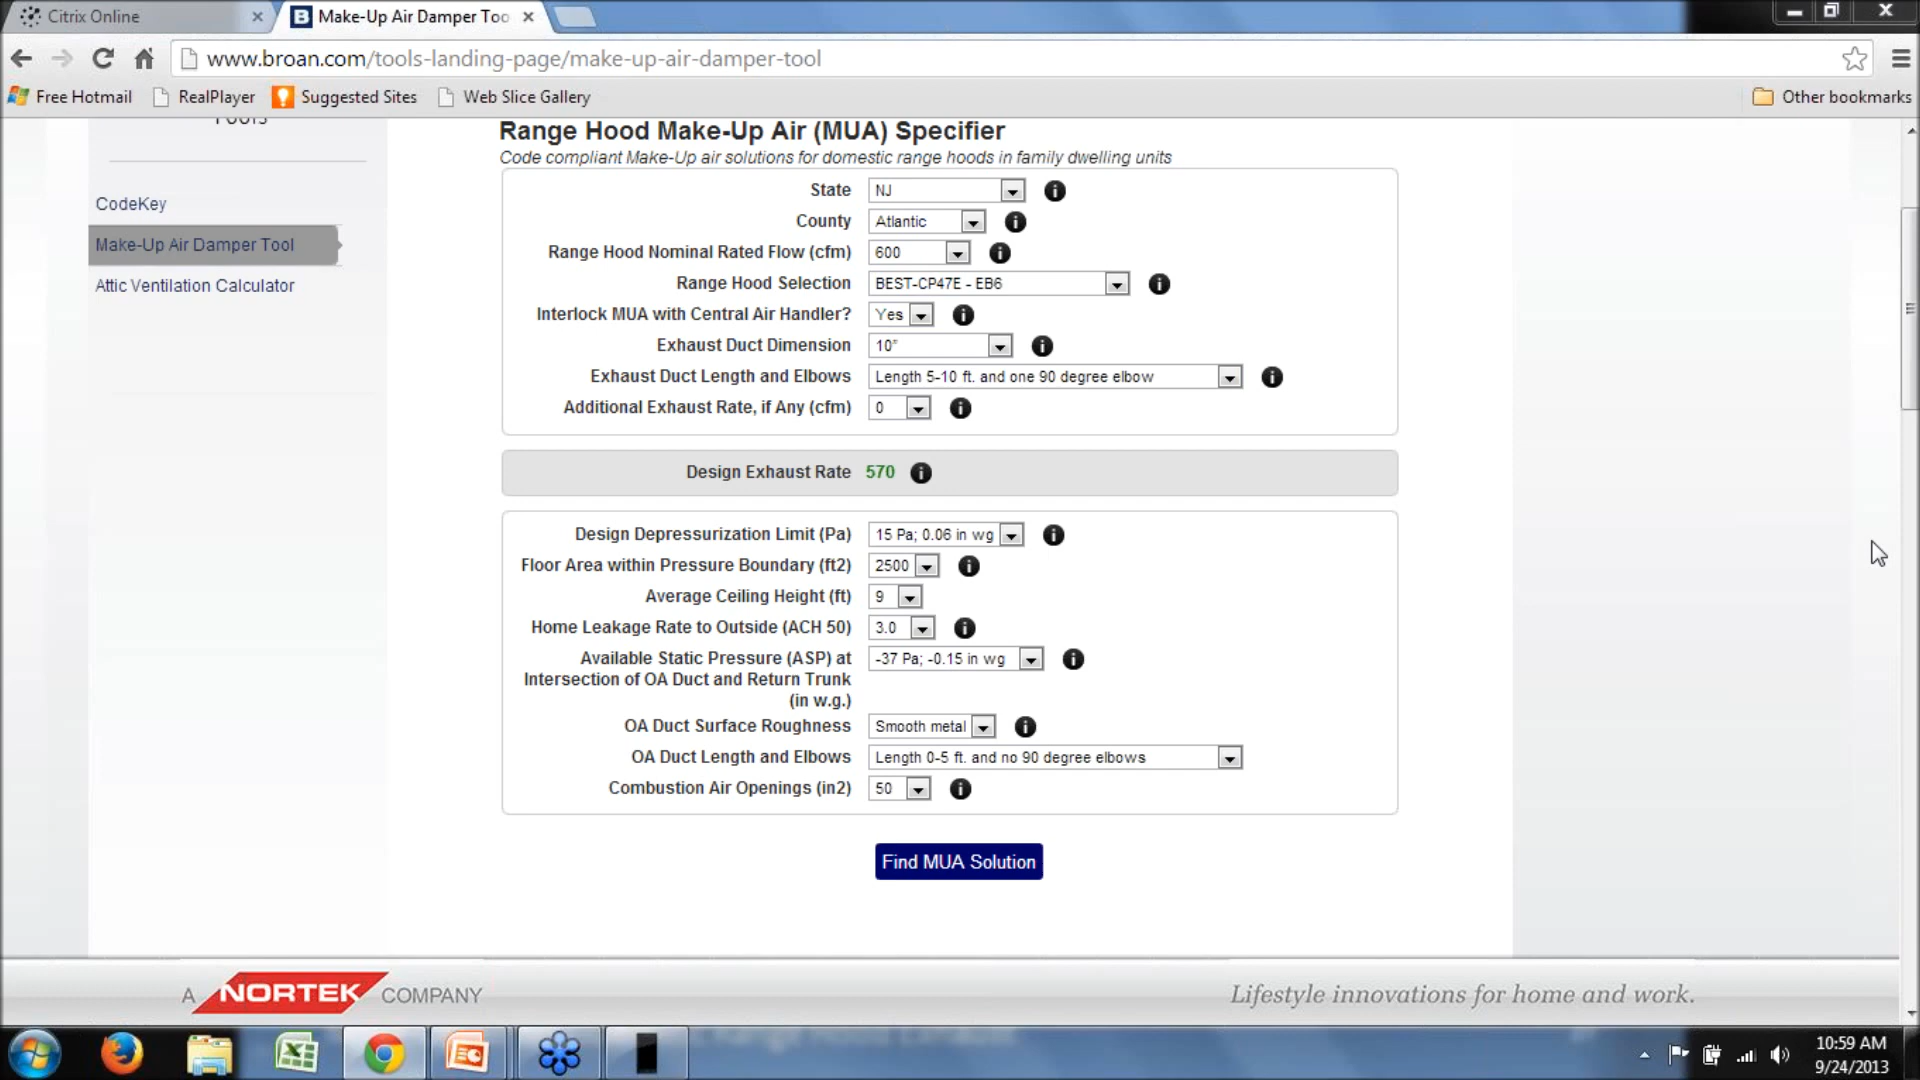 Citrix Online
Make-Up Air Damper Too
www.broan.com/tools-landing-page/make-up-air-damper-tool
Free Hotmail
RealPlayer
Suggested Sites
Web Slice Gallery
Other bookmarks
Tools
CodeKey
Make-Up Air Damper Tool
Attic Ventilation Calculator
Range Hood Make-Up Air (MUA) Specifier
Code compliant Make-Up air solutions for domestic range hoods in family dwelling units
State NJ
County Atlantic
Range Hood Nominal Rated Flow (cfm) 600
Range Hood Selection BEST-CP47E - EB6
Interlock MUA with Central Air Handler? Yes
Exhaust Duct Dimension 10"
Exhaust Duct Length and Elbows Length 5-10 ft. and one 90 degree elbow
Additional Exhaust Rate, if Any (cfm) 0
Design Exhaust Rate 570
Design Depressurization Limit (Pa) 15 Pa; 0.06 in wg
Floor Area within Pressure Boundary (ft2) 2500
Average Ceiling Height (ft) 9
Home Leakage Rate to Outside (ACH 50) 3.0
Available Static Pressure (ASP) at -37 Pa; -0.15 in wg
Intersection of OA Duct and Return Trunk
(in w.g.)
OA Duct Surface Roughness Smooth metal
OA Duct Length and Elbows Length 0-5 ft. and no 90 degree elbows
Combustion Air Openings (in2) 50
Find MUA Solution
A NORTEK COMPANY
Lifestyle innovations for home and work.
10:59 AM
9/24/2013